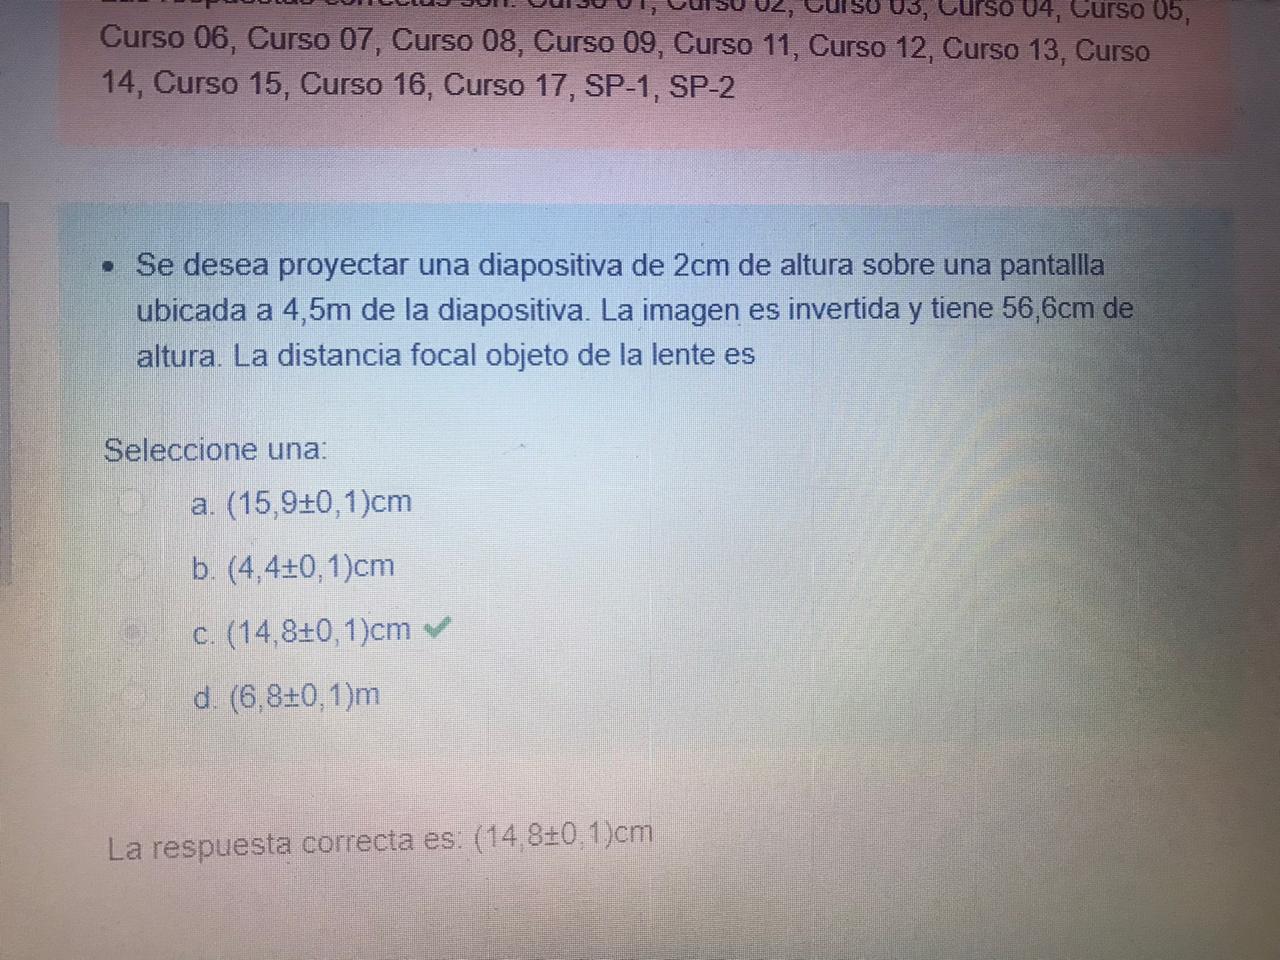 Las respuestas correctas son: Curso 01, Curso 02, Curso 03, Curso 04, Curso 05,
Curso 06, Curso 07, Curso 08, Curso 09, Curso 11, Curso 12, Curso 13, Curso
14, Curso 15, Curso 16, Curso 17, SP-1, SP-2
• Se desea proyectar una diapositiva de 2cm de altura sobre una pantallla
ubicada a 4,5m de la diapositiva. La imagen es invertida y tiene 56,6cm de
altura. La distancia focal objeto de la lente es
Seleccione una:
a. (15,9±0,1)cm
b. (4,4±0,1)cm
c. (14,8±0,1)cm ✔
d. (6,8±0,1)m
La respuesta correcta es: (14,8±0,1)cm